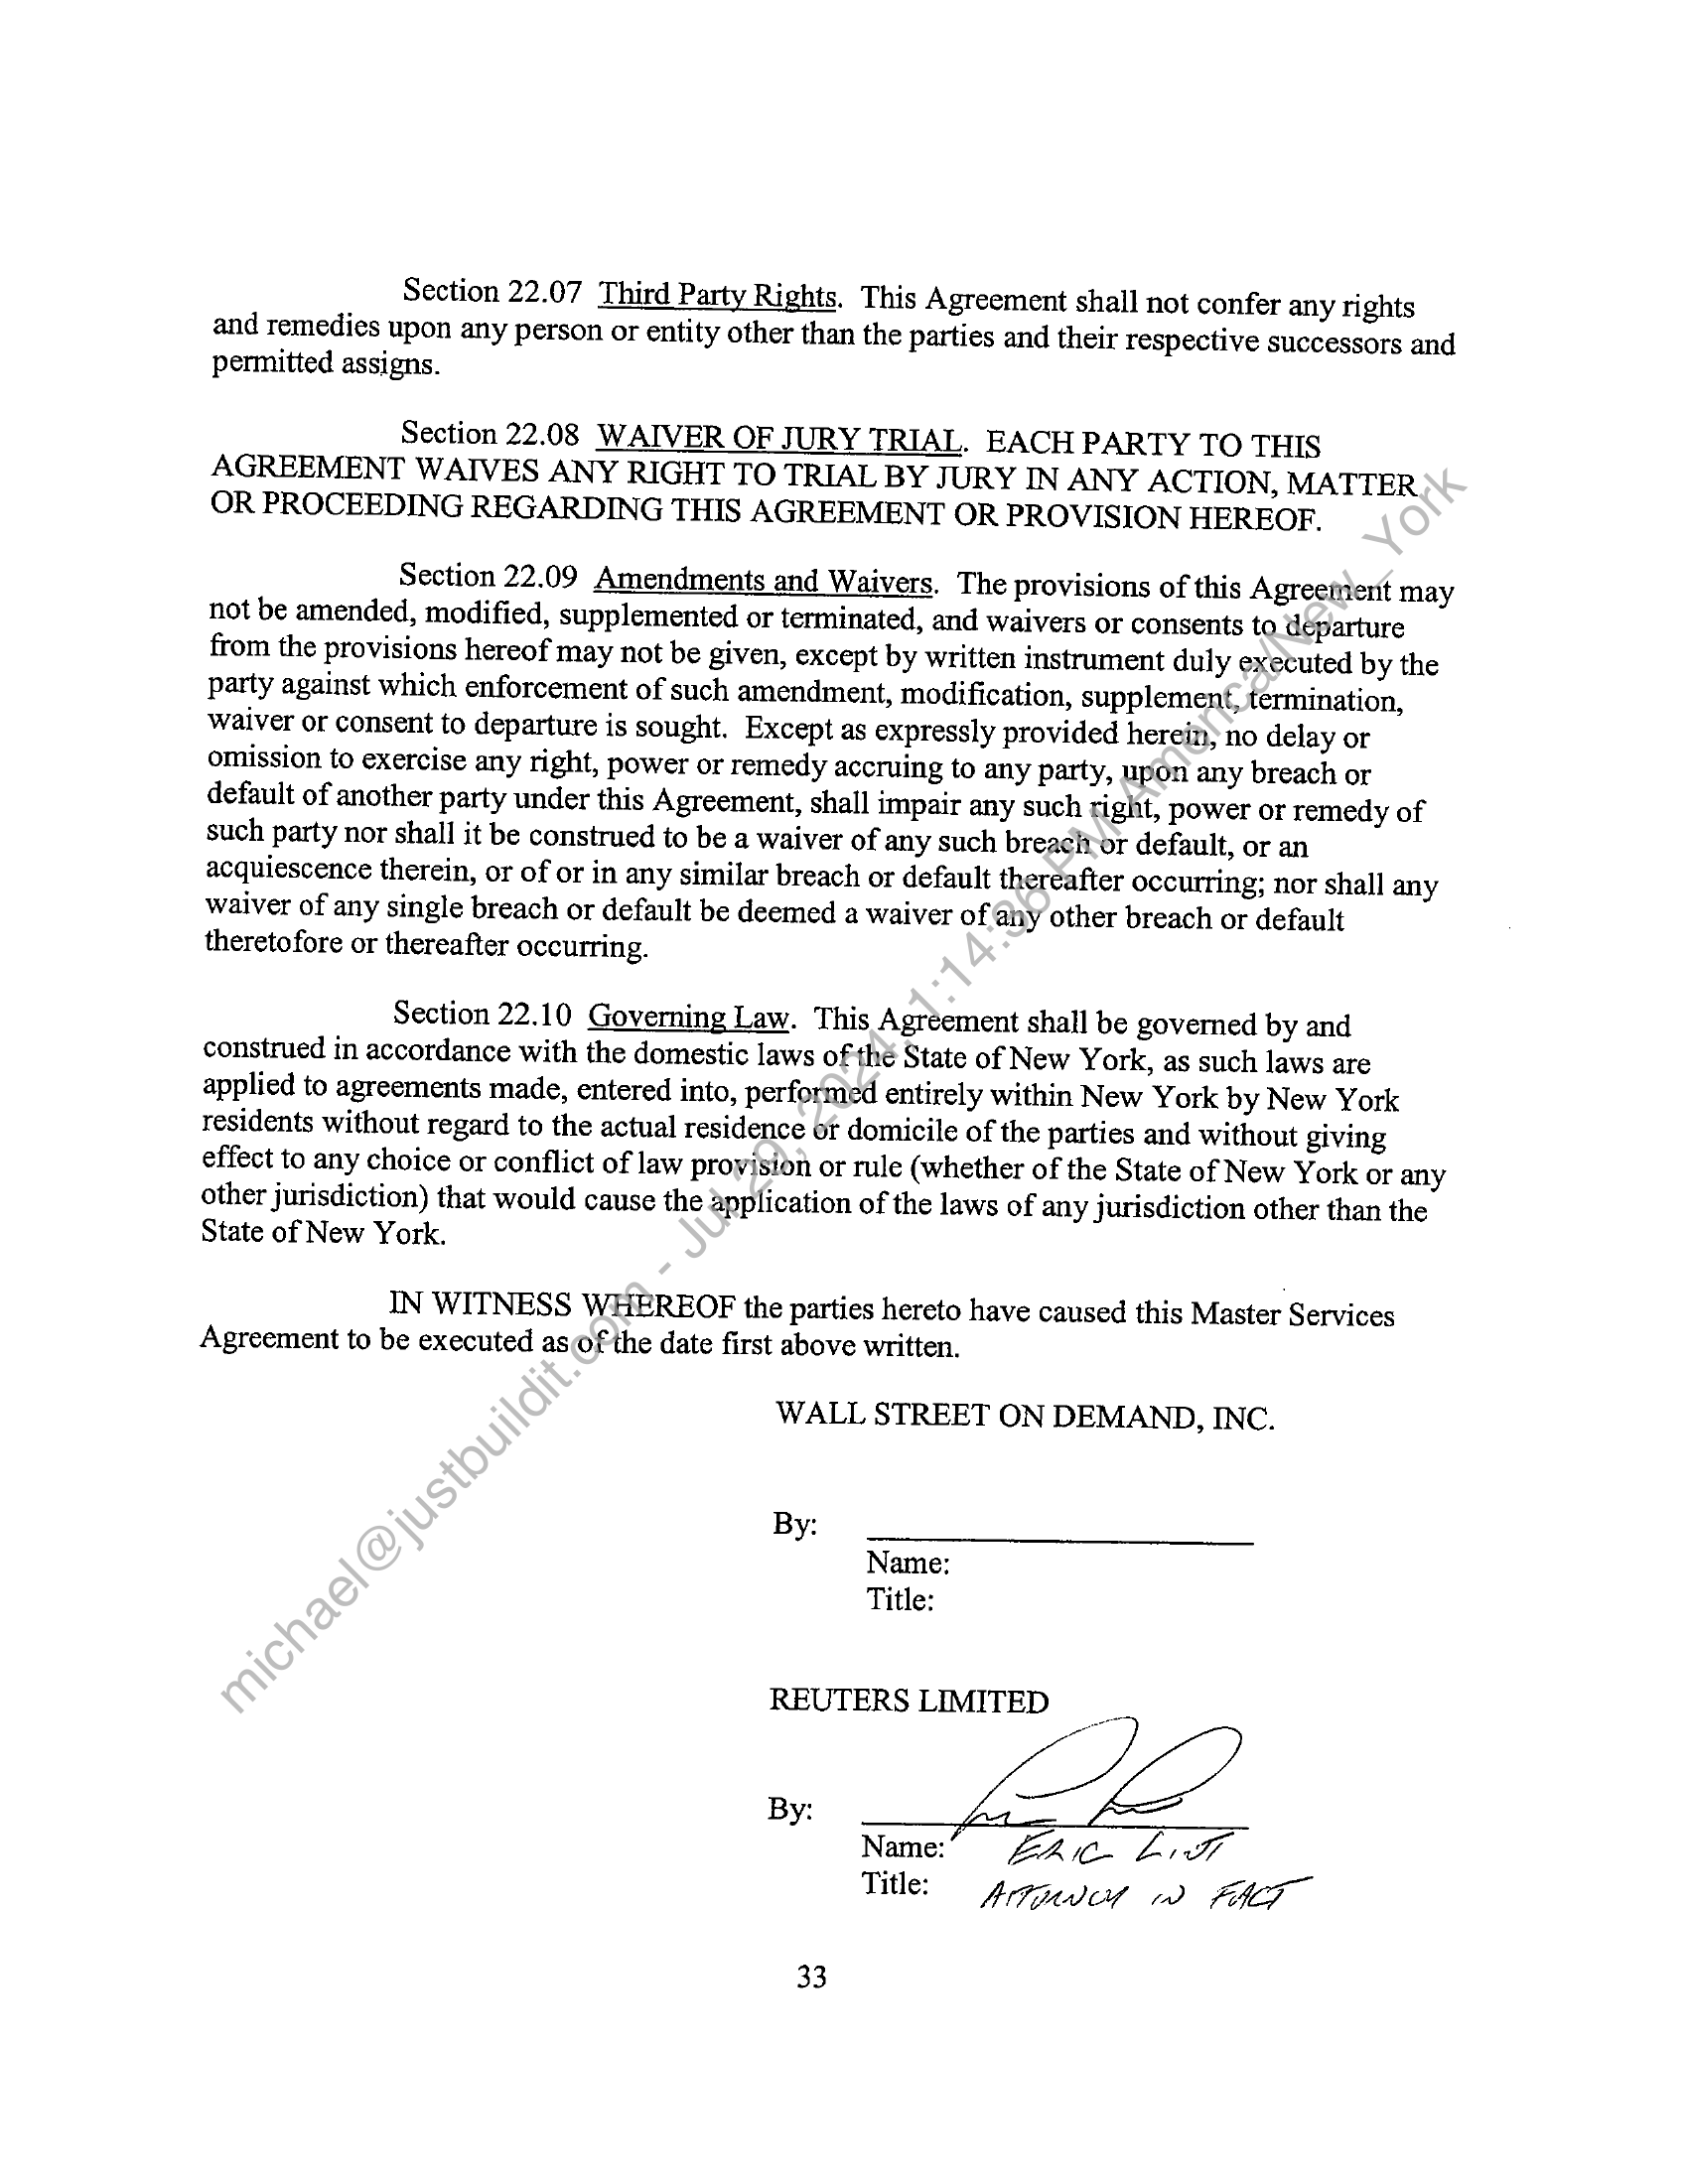 Section 22.07 Third Party Rights. This Agreement shall not confer any rights
and remedies upon any person or entity other than the parties and their respective successors and
permitted assigns.
Section 22.08 WAIVER OF JURY TRIAL. EACH PARTY TO THIS
AGREEMENT WAIVES ANY RIGHT TO TRIAL BY JURY IN ANY ACTION, MATTER
OR PROCEEDING REGARDING THIS AGREEMENT OR PROVISION HEREOF.
Section 22.09 Amendments and Waivers. The provisions of this Agreement may
not be amended, modified, supplemented or terminated, and waivers or consents to departure
from the provisions hereof may not be given, except by written instrument duly executed by the
party against which enforcement of such amendment, modification, supplement, termination,
waiver or consent to departure is sought. Except as expressly provided herein, no delay or
omission to exercise any right, power or remedy accruing to any party, upon any breach or
default of another party under this Agreement, shall impair any such right, power or remedy of
such party nor shall it be construed to be a waiver of any such breach or default, or an
acquiescence therein, or of or in any similar breach or default thereafter occurring; nor shall any
waiver of any single breach or default be deemed a waiver of any other breach or default
theretofore or thereafter occurring.
Section 22.10 Governing Law. This Agreement shall be governed by and
construed in accordance with the domestic laws of the State of New York, as such laws are
applied to agreements made, entered into, performed entirely within New York by New York
residents without regard to the actual residence or domicile of the parties and without giving
effect to any choice or conflict of law provision or rule (whether of the State of New York or any
other jurisdiction) that would cause the application of the laws of any jurisdiction other than the
State of New York.
IN WITNESS WHEREOF the parties hereto have caused this Master Services
Agreement to be executed as of the date first above written.
WALL STREET ON DEMAND, INC.
By:
Name:
Title:
REUTERS LIMITED
By:
Name: ERIC
Title: ATTORNEY IN FACT
33
michael@justbuildit.com - Jul 29, 2024, 1:14:36 PM America/New_York